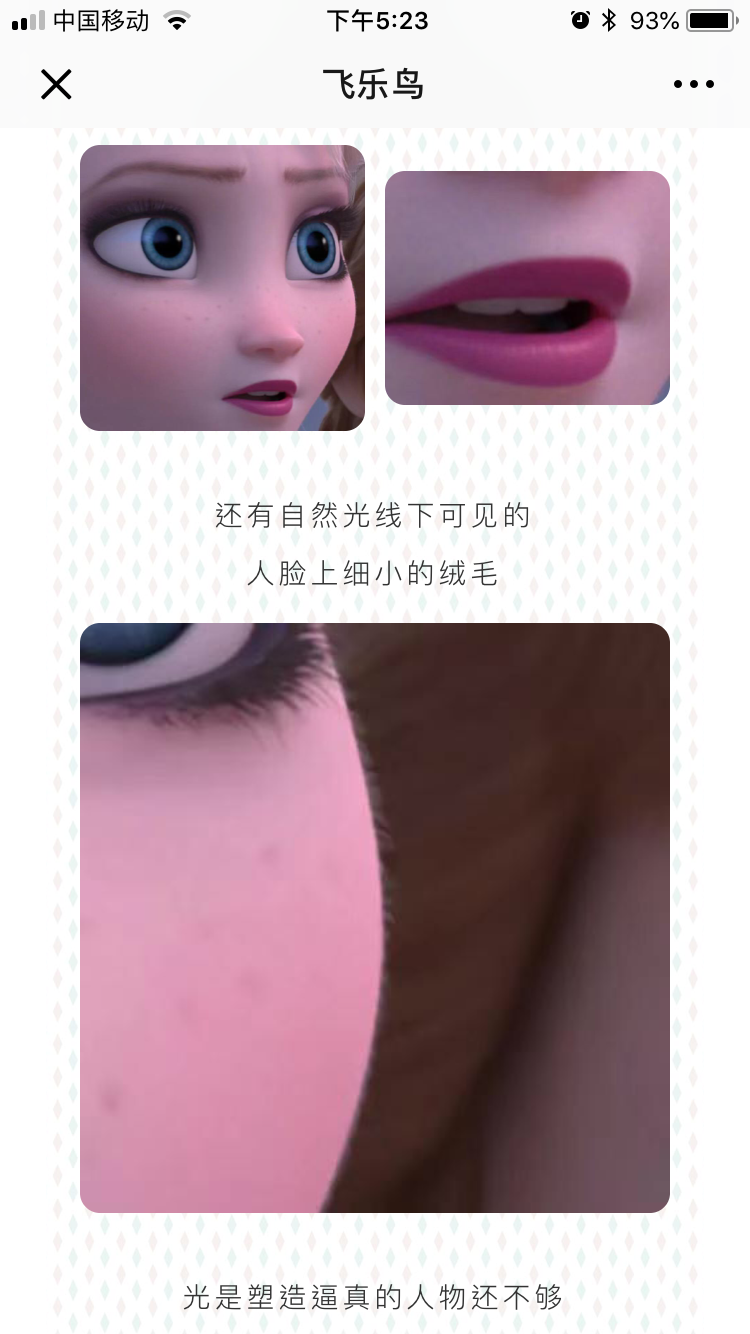 中国移动
下午5:23
93%
飞乐鸟
还有自然光线下可见的
人脸上细小的绒毛
光是塑造逼真的人物还不够